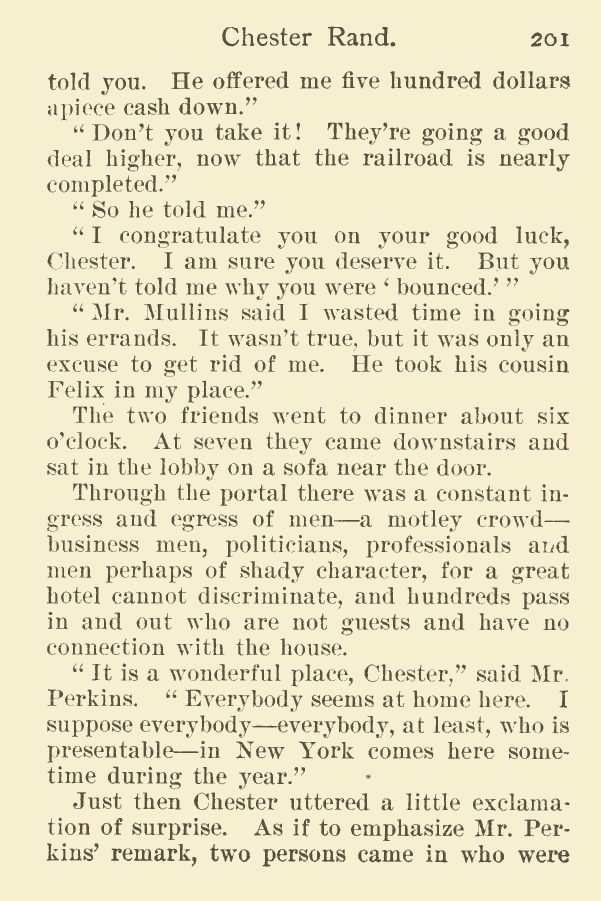 Chester Rand. 201
told you. He offered me five hundred dollars
apiece cash down.”
“ Don’t you take it! They’re going a good
deal higher, now that the railroad is nearly
completed.”
“ So he told me.”
“ I congratulate you on your good luck,
Chester. I am sure you deserve it. But you
haven’t told me why you were ‘ bounced.’ ”
“ Mr. Mullins said I wasted time in going
his errands. It wasn’t true, but it was only an
excuse to get rid of me. He took his cousin
Felix in my place.”
The two friends went to dinner about six
o’clock. At seven they came downstairs and
sat in the lobby on a sofa near the door.
Through the portal there was a constant in-
gress and egress of men—a motley crowd—
business men, politicians, professionals and
men perhaps of shady character, for a great
hotel cannot discriminate, and hundreds pass
in and out who are not guests and have no
connection with the house.
“ It is a wonderful place, Chester,” said Mr.
Perkins. “ Everybody seems at home here. I
suppose everybody—everybody, at least, who is
presentable—in New York comes here some-
time during the year.”
Just then Chester uttered a little exclama-
tion of surprise. As if to emphasize Mr. Per-
kins’ remark, two persons came in who were